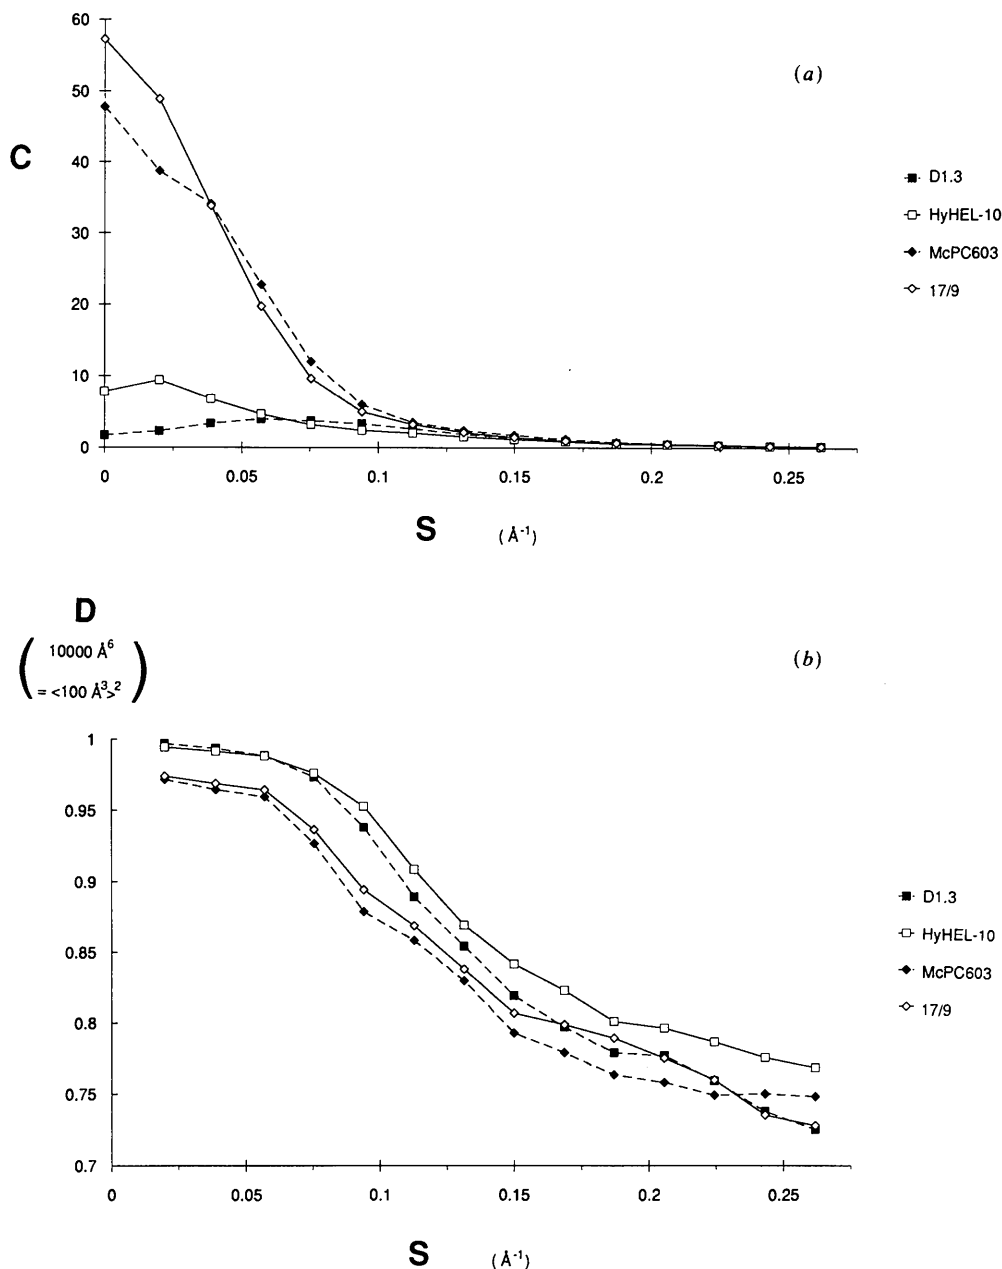 60
(a)
50
40
C
D1.3
30
HyHEL-10
McPC603
20
17/9
10
0
0 0.05 0.1 0.15 0.2 0.25
S (Å⁻¹)
D
10000 Å⁶
= <100 Å³>²
(b)
1
0.95
0.9
D1.3
HyHEL-10
0.85
McPC603
17/9
0.8
0.75
0.7
0 0.05 0.1 0.15 0.2 0.25
S (Å⁻¹)